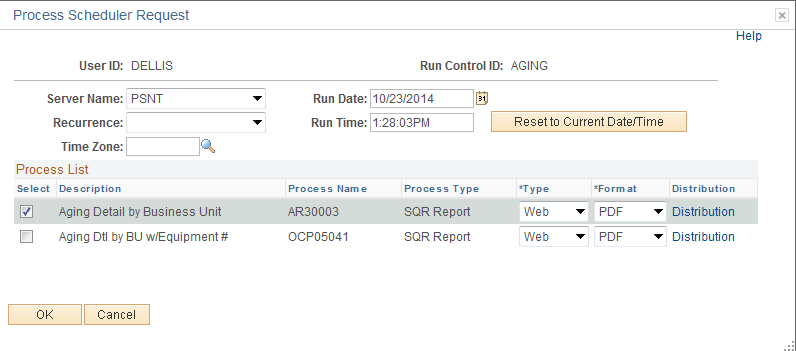 Process Scheduler Request
Help
User ID: DELLIS Run Control ID: AGING
Server Name: PSNT Run Date: 10/23/2014 31
Recurrence: Run Time: 1:28:03PM Reset to Current Date/Time
Time Zone:
Process List
Select Description Process Name Process Type *Type *Format Distribution
Aging Detail by Business Unit AR30003 SQR Report Web PDF Distribution
Aging Dtl by BU w/Equipment # OCP05041 SQR Report Web PDF Distribution
OK Cancel